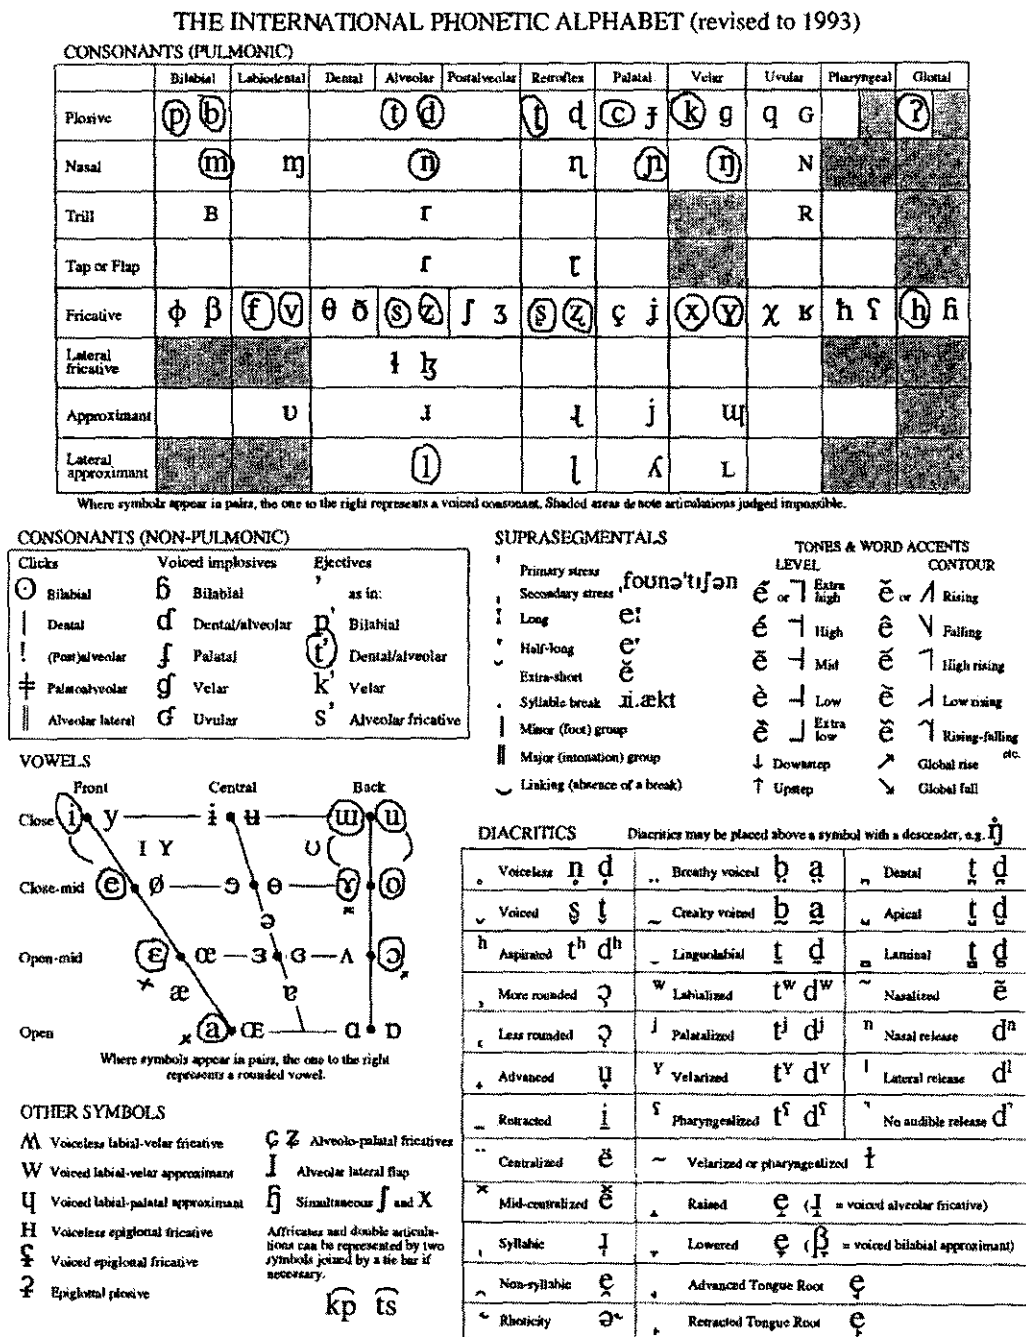 THE INTERNATIONAL PHONETIC ALPHABET (revised to 1993)
CONSONANTS (PULMONIC)
Bilabial Labiodental Dental Alveolar Postalveolar Retroflex Palatal Velar Uvular Pharyngeal Glottal
Plosive p b t d ʈ ɖ c ɟ k g q ɢ ʔ
Nasal m ɱ n ɳ ɲ ŋ ɴ
Trill ʙ r ʀ
Tap or Flap ɾ ɽ
Fricative ɸ β f v θ ð s z ʃ ʒ ʂ ʐ ç ʝ x ɣ χ ʁ ħ ʕ h ɦ
Lateral
fricative ɬ ɮ
Approximant ʋ ɹ ɻ j ɰ
Lateral
approximant l ɭ ʎ ʟ
Where symbols appear in pairs, the one to the right represents a voiced consonant. Shaded areas denote articulations judged impossible.
CONSONANTS (NON-PULMONIC)
Clicks Voiced implosives Ejectives
ʘ Bilabial ɓ Bilabial ʼ as in:
ǀ Dental ɗ Dental/alveolar pʼ Bilabial
ǃ (Post)alveolar ʄ Palatal tʼ Dental/alveolar
ǂ Palatoalveolar ɠ Velar kʼ Velar
ǁ Alveolar lateral ʛ Uvular sʼ Alveolar fricative
SUPRASEGMENTALS
ˈ Primary stress
ˌ Secondary stress ˌfoʊnəˈtɪʃən
ː Long eː
ˑ Half-long eˑ
˘ Extra-short ĕ
. Syllable break ɹi.ækt
| Minor (foot) group
‖ Major (intonation) group
‿ Linking (absence of a break)
TONES & WORD ACCENTS
LEVEL CONTOUR
e̋ or ˥ Extra high ě or ˩˥ Rising
é ˦ High ê ˥˩ Falling
ē ˧ Mid e᷄ High rising
è ˨ Low e᷅ Low rising
ȅ ˩ Extra low e᷈ Rising-falling
etc.
↓ Downstep ↗ Global rise
↑ Upstep ↘ Global fall
VOWELS
Front Central Back
Close i y ɨ ʉ ɯ u
ɪ ʏ ʊ
Close-mid e ø ɘ ɵ ɤ o
ə
Open-mid ɛ œ ɜ ɞ ʌ ɔ
æ ɐ
Open a ɶ ɑ ɒ
Where symbols appear in pairs, the one to the right
represents a rounded vowel.
DIACRITICS Diacritics may be placed above a symbol with a descender, e.g. ŋ̊
̥ Voiceless n̥ d̥ ̤ Breathy voiced b̤ a̤ ̪ Dental t̪ d̪
̬ Voiced s̬ t̬ ̰ Creaky voiced b̰ a̰ ̺ Apical t̺ d̺
ʰ Aspirated tʰ dʰ ̼ Linguolabial t̼ d̼ ̻ Laminal t̻ d̻
̹ More rounded ɔ̹ ʷ Labialized tʷ dʷ ̃ Nasalized ẽ
̜ Less rounded ɔ̜ ʲ Palatalized tʲ dʲ ⁿ Nasal release dⁿ
̟ Advanced u̟ ˠ Velarized tˠ dˠ ˡ Lateral release dˡ
̠ Retracted i̠ ˤ Pharyngealized tˤ dˤ ̚ No audible release d̚
̈ Centralized ë ̴ Velarized or pharyngealized ɫ
̽ Mid-centralized e̽ ̝ Raised e̝ (ɹ̝ = voiced alveolar fricative)
̩ Syllabic ɹ̩ ̞ Lowered e̞ (β̞ = voiced bilabial approximant)
̯ Non-syllabic e̯ ̘ Advanced Tongue Root e̘
˞ Rhoticity ə˞ ̙ Retracted Tongue Root e̙
OTHER SYMBOLS
ʍ Voiceless labial-velar fricative ɕ ʑ Alveolo-palatal fricatives
w Voiced labial-velar approximant ɺ Alveolar lateral flap
ɥ Voiced labial-palatal approximant ɧ Simultaneous ʃ and x
ʜ Voiceless epiglottal fricative
ʢ Voiced epiglottal fricative
ʡ Epiglottal plosive
Affricates and double articula-
tions can be represented by two
symbols joined by a tie bar if
necessary.
k͡p t͡s